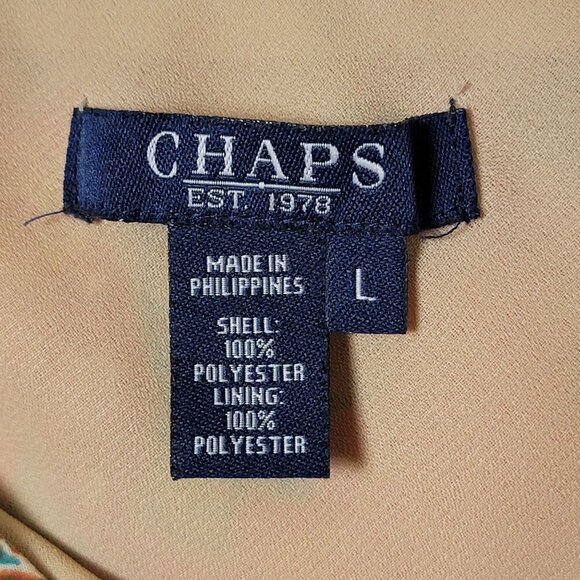 CHAPS
EST. 1978
MADE IN
PHILIPPINES
L
SHELL:
100%
POLYESTER
LINING:
100%
POLYESTER